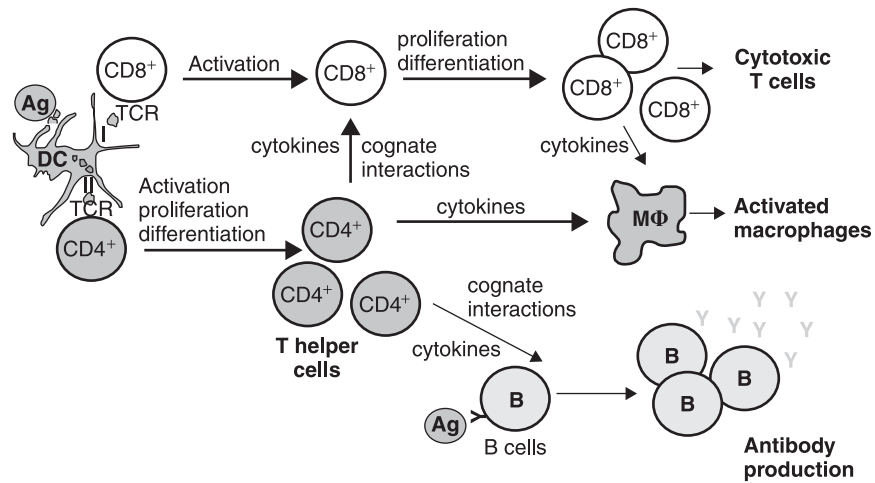 CD8⁺
Activation
CD8⁺
proliferation
differentiation
CD8⁺
CD8⁺
CD8⁺
Cytotoxic
T cells
Ag
TCR
I
DC
II
TCR
CD4⁺
cytokines
cognate
interactions
cytokines
Activation
proliferation
differentiation
CD4⁺
CD4⁺
CD4⁺
T helper
cells
cytokines
MΦ
Activated
macrophages
cognate
interactions
cytokines
Ag
B
B cells
B
B
B
Y Y
Y Y Y Y
Y
Antibody
production